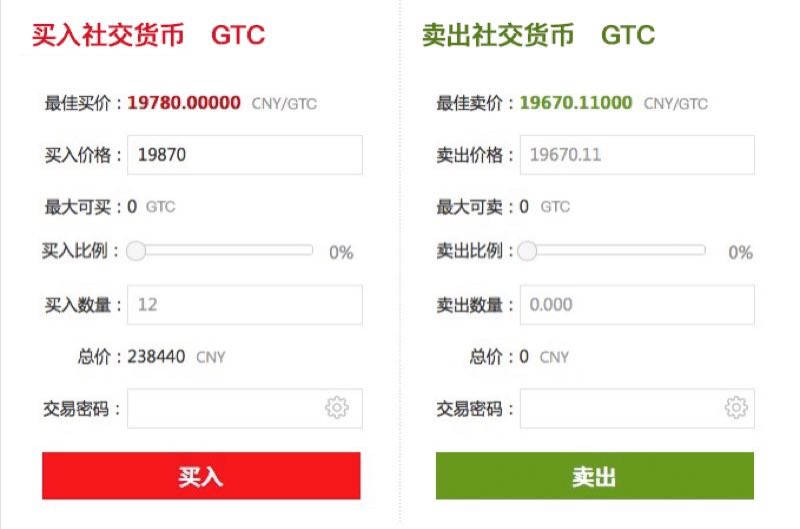 买入社交货币 GTC
最佳买价：19780.00000 CNY/GTC
买入价格：19870
最大可买：0 GTC
买入比例： 0%
买入数量：12
总价：238440 CNY
交易密码：
买入
卖出社交货币 GTC
最佳卖价：19670.11000 CNY/GTC
卖出价格：19670.11
最大可卖：0 GTC
卖出比例： 0%
卖出数量：0.000
总价：0 CNY
交易密码：
卖出